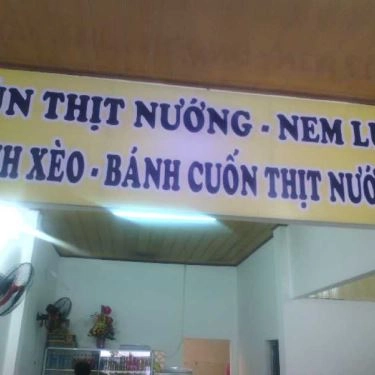 THỊT NƯỚNG - NEM
XÈO - BÁNH CUỐN THỊT